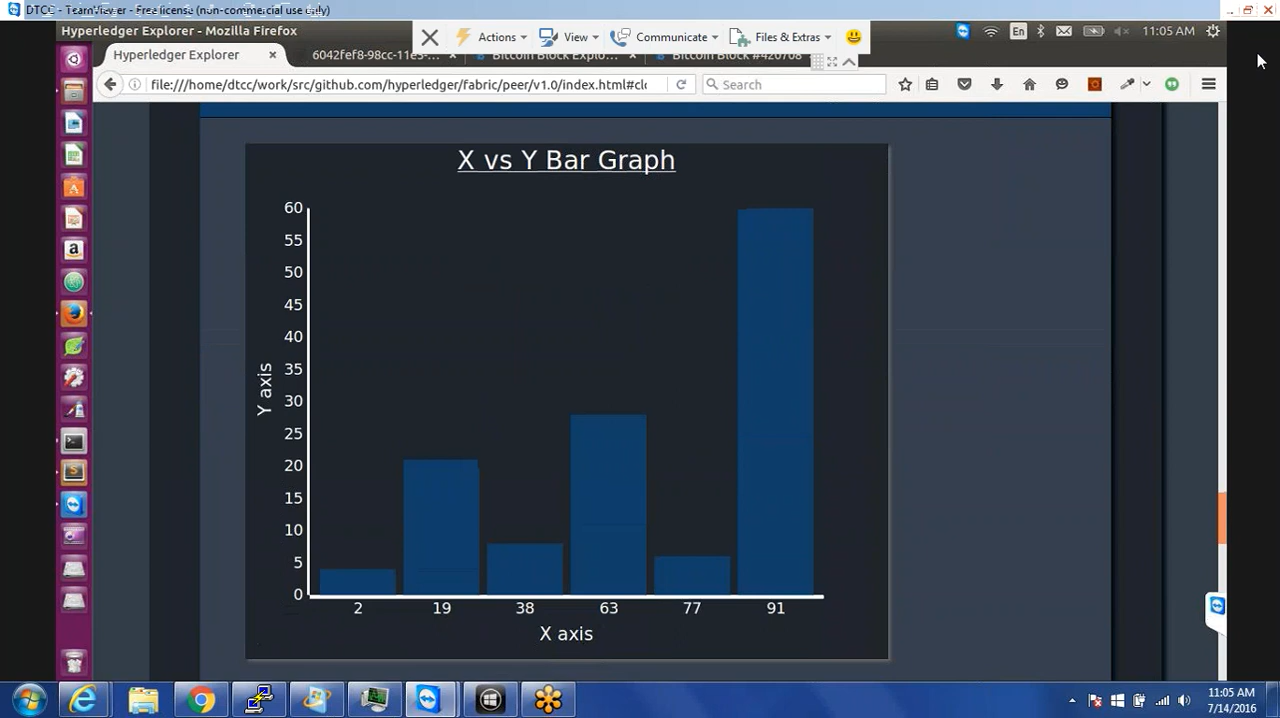 DTCC - TeamViewer - Free license (non-commercial use only)
Hyperledger Explorer - Mozilla Firefox
Actions
View
Communicate
Files & Extras
En
11:05 AM
Hyperledger Explorer
6042fef8-98cc-11e5-...
Bitcoin Block Explo...
Bitcoin Block #420768
file:///home/dtcc/work/src/github.com/hyperledger/fabric/peer/v1.0/index.html#clo
Search
X vs Y Bar Graph
60
55
50
45
40
35
30
25
20
15
10
5
0
Y axis
2 19 38 63 77 91
X axis
11:05 AM
7/14/2016